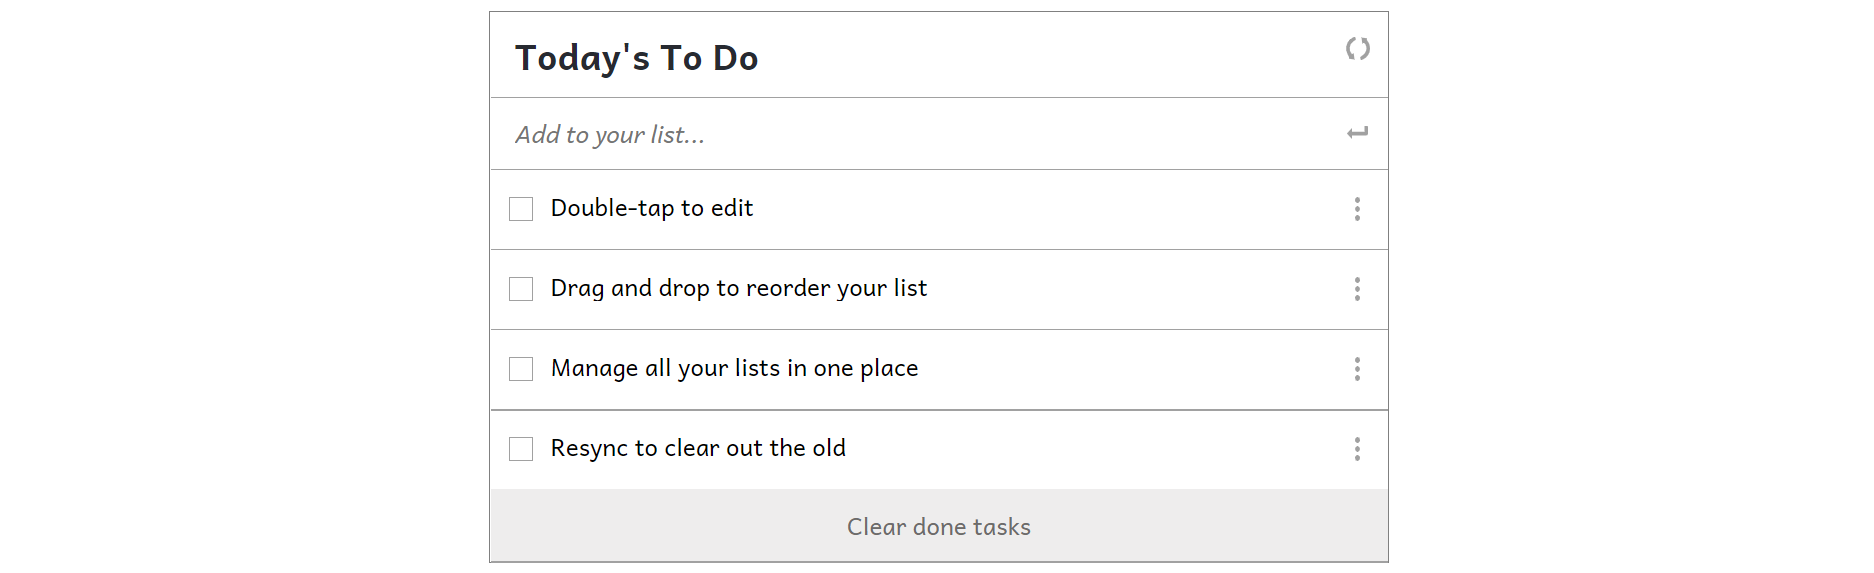 Today's To Do
Add to your list...
Double-tap to edit
Drag and drop to reorder your list
Manage all your lists in one place
Resync to clear out the old
Clear done tasks